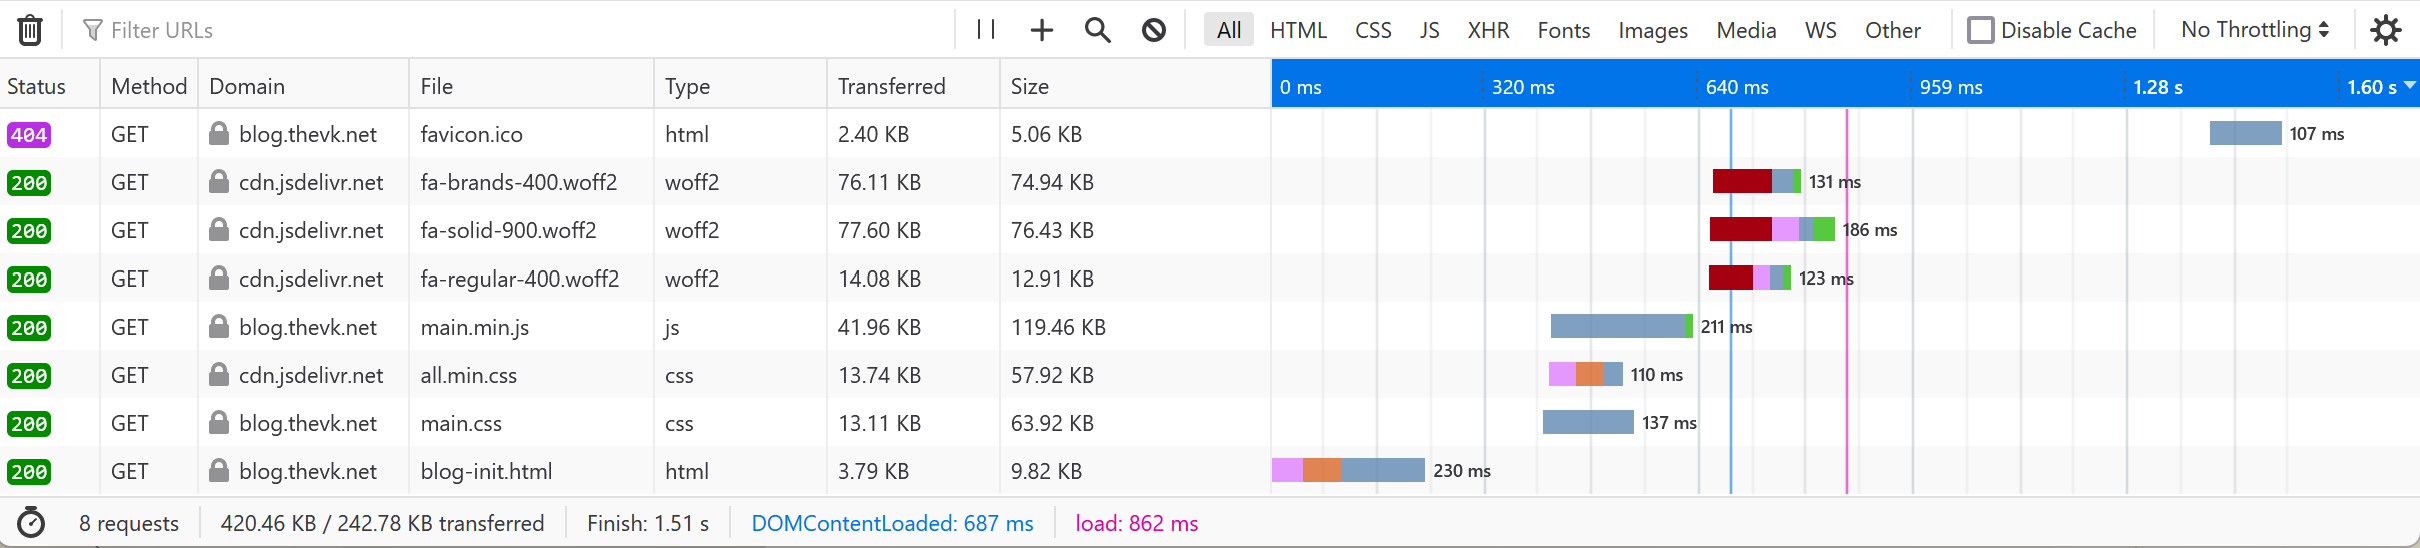 Filter URLs All HTML CSS JS XHR Fonts Images Media WS Other Disable Cache No Throttling
Status Method Domain File Type Transferred Size 0 ms 320 ms 640 ms 959 ms 1.28 s 1.60 s
404 GET blog.thevk.net favicon.ico html 2.40 KB 5.06 KB 107 ms
200 GET cdn.jsdelivr.net fa-brands-400.woff2 woff2 76.11 KB 74.94 KB 131 ms
200 GET cdn.jsdelivr.net fa-solid-900.woff2 woff2 77.60 KB 76.43 KB 186 ms
200 GET cdn.jsdelivr.net fa-regular-400.woff2 woff2 14.08 KB 12.91 KB 123 ms
200 GET blog.thevk.net main.min.js js 41.96 KB 119.46 KB 211 ms
200 GET cdn.jsdelivr.net all.min.css css 13.74 KB 57.92 KB 110 ms
200 GET blog.thevk.net main.css css 13.11 KB 63.92 KB 137 ms
200 GET blog.thevk.net blog-init.html html 3.79 KB 9.82 KB 230 ms
8 requests 420.46 KB / 242.78 KB transferred Finish: 1.51 s DOMContentLoaded: 687 ms load: 862 ms